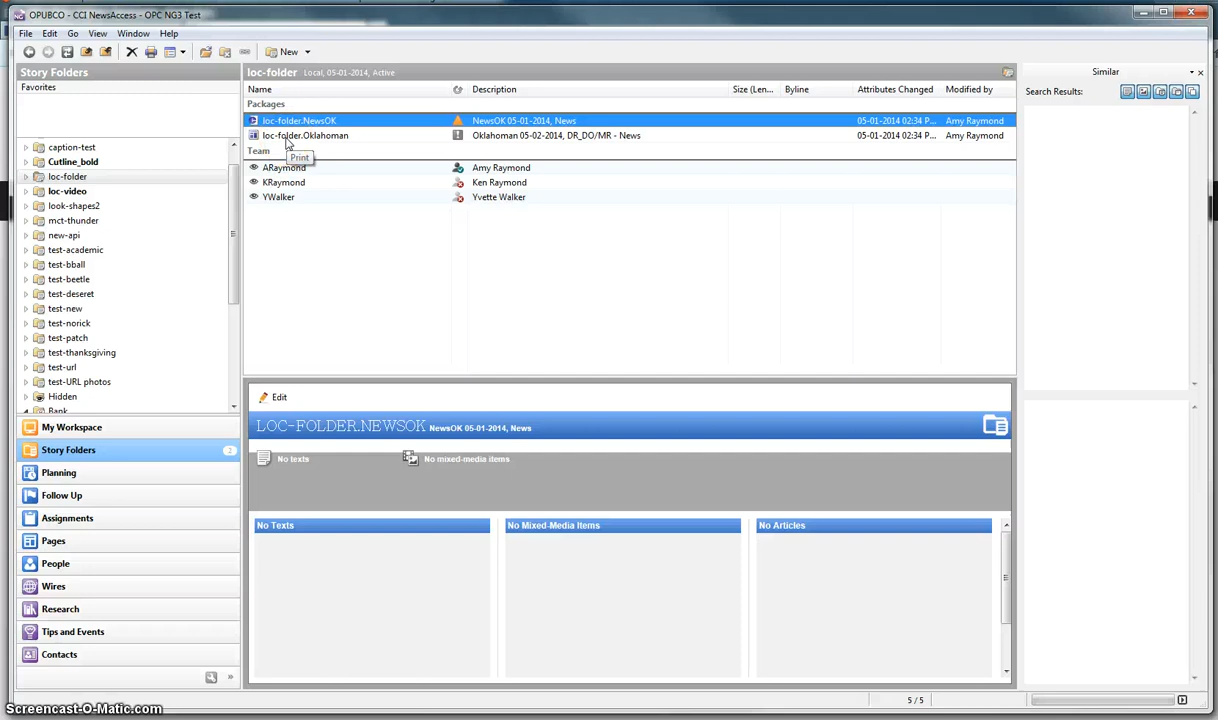 OPUBCO - CCI NewsAccess - OPC NG3 Test
File Edit Go View Window Help
New
Story Folders
Favorites
caption-test
Cutline_bold
loc-folder
loc-video
look-shapes2
mct-thunder
new-api
test-academic
test-bball
test-beetle
test-deseret
test-new
test-norick
test-patch
test-thanksgiving
test-url
test-URL photos
Hidden
Bank
My Workspace
Story Folders 2
Planning
Follow Up
Assignments
Pages
People
Wires
Research
Tips and Events
Contacts
loc-folder Local, 05-01-2014, Active
Name Description Size (Len... Byline Attributes Changed Modified by
Packages
loc-folder.NewsOK NewsOK 05-01-2014, News 05-01-2014 02:34 P... Amy Raymond
loc-folder.Oklahoman Oklahoman 05-02-2014, DR_DO/MR - News 05-01-2014 02:34 P... Amy Raymond
Team
Print
ARaymond Amy Raymond
KRaymond Ken Raymond
YWalker Yvette Walker
Edit
LOC-FOLDER.NEWSOK NewsOK 05-01-2014, News
No texts No mixed-media items
No Texts No Mixed-Media Items No Articles
Similar
Search Results:
5 / 5
Screencast-O-Matic.com